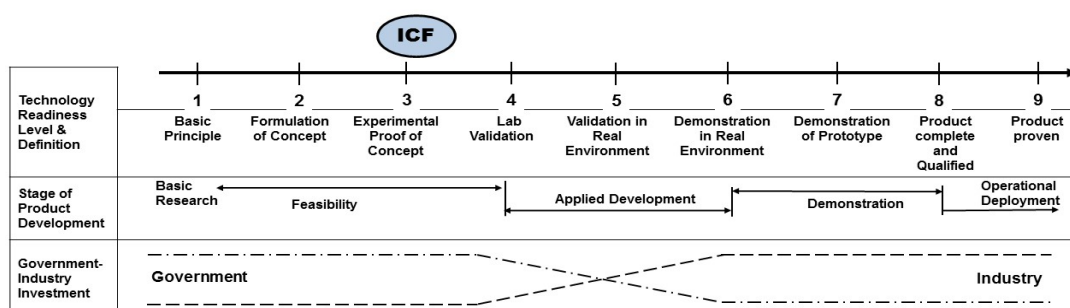 ICF
Technology
Readiness
Level &
Definition
1
Basic
Principle
2
Formulation
of Concept
3
Experimental
Proof of
Concept
4
Lab
Validation
5
Validation in
Real
Environment
6
Demonstration
in Real
Environment
7
Demonstration
of Prototype
8
Product
complete
and
Qualified
9
Product
proven
Stage of
Product
Development
Basic
Research
Feasibility
Applied Development
Demonstration
Operational
Deployment
Government-
Industry
Investment
Government
Industry